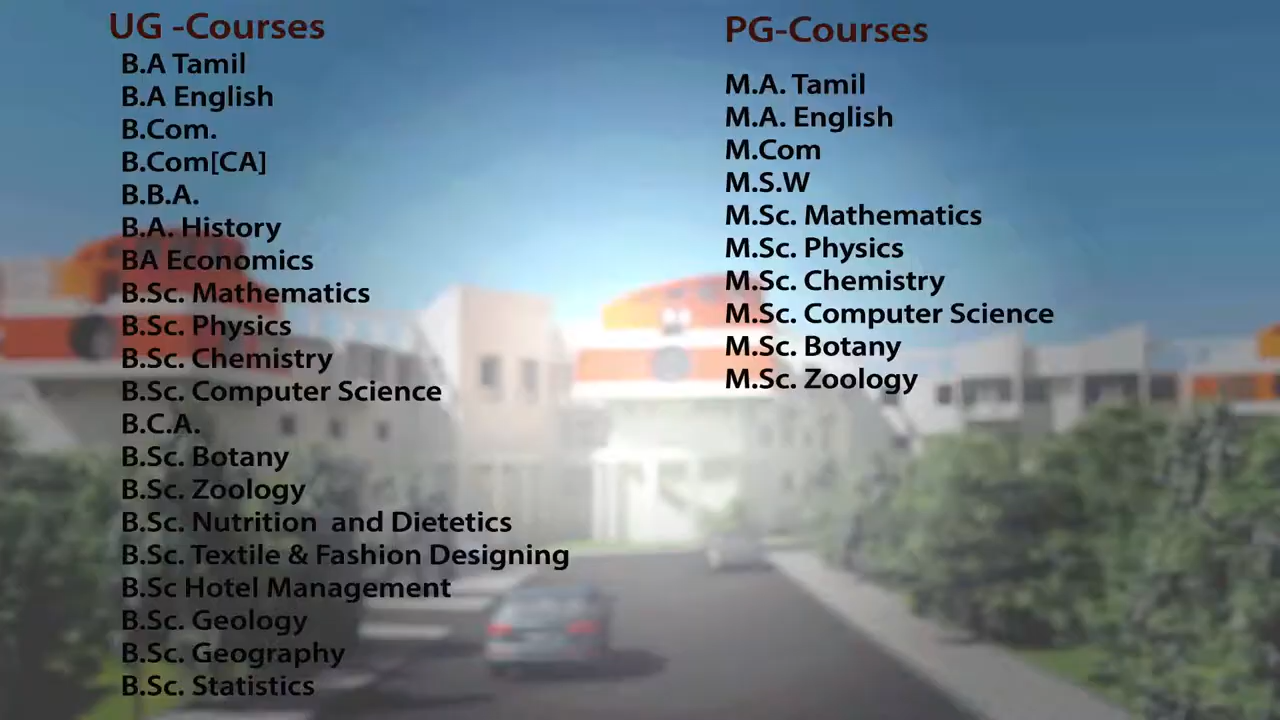 UG -Courses
B.A Tamil
B.A English
B.Com.
B.Com[CA]
B.B.A.
B.A. History
BA Economics
B.Sc. Mathematics
B.Sc. Physics
B.Sc. Chemistry
B.Sc. Computer Science
B.C.A.
B.Sc. Botany
B.Sc. Zoology
B.Sc. Nutrition  and Dietetics
B.Sc. Textile & Fashion Designing
B.Sc Hotel Management
B.Sc. Geology
B.Sc. Geography
B.Sc. Statistics
PG-Courses
M.A. Tamil
M.A. English
M.Com
M.S.W
M.Sc. Mathematics
M.Sc. Physics
M.Sc. Chemistry
M.Sc. Computer Science
M.Sc. Botany
M.Sc. Zoology